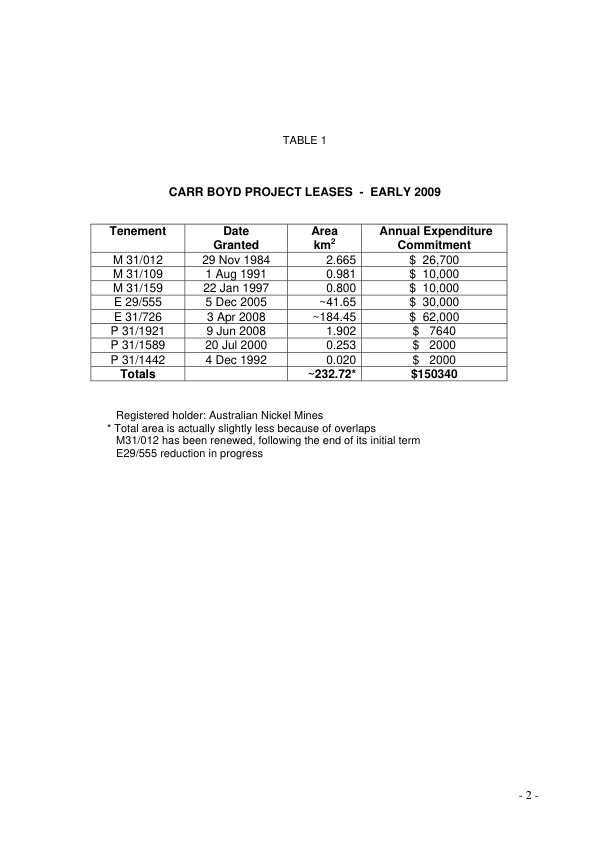 TABLE 1
CARR BOYD PROJECT LEASES - EARLY 2009
Tenement Date Granted Area km² Annual Expenditure Commitment
M 31/012 29 Nov 1984 2.665 $ 26,700
M 31/109 1 Aug 1991 0.981 $ 10,000
M 31/159 22 Jan 1997 0.800 $ 10,000
E 29/555 5 Dec 2005 ~41.65 $ 30,000
E 31/726 3 Apr 2008 ~184.45 $ 62,000
P 31/1921 9 Jun 2008 1.902 $ 7640
P 31/1589 20 Jul 2000 0.253 $ 2000
P 31/1442 4 Dec 1992 0.020 $ 2000
Totals ~232.72* $150340
Registered holder: Australian Nickel Mines
* Total area is actually slightly less because of overlaps
M31/012 has been renewed, following the end of its initial term
E29/555 reduction in progress
- 2 -